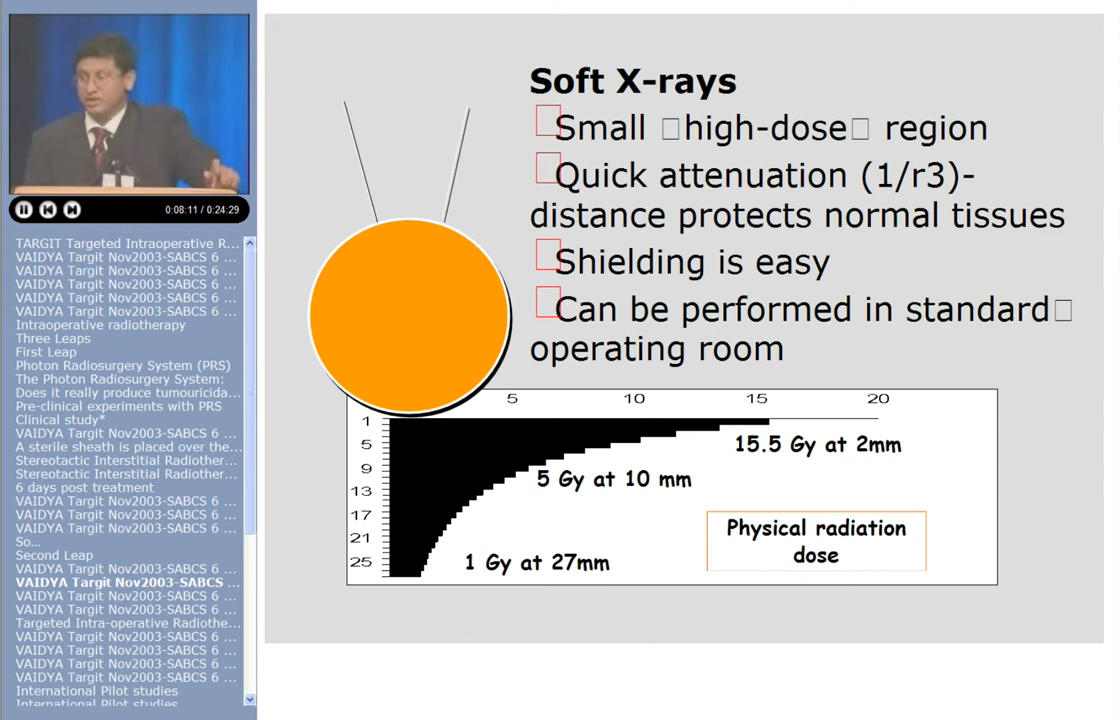 0:08:11 / 0:24:29
TARGIT Targeted Intraoperative R...
VAIDYA Targit Nov2003-SABCS 6 ...
VAIDYA Targit Nov2003-SABCS 6 ...
VAIDYA Targit Nov2003-SABCS 6 ...
VAIDYA Targit Nov2003-SABCS 6 ...
VAIDYA Targit Nov2003-SABCS 6 ...
Intraoperative radiotherapy
Three Leaps
First Leap
Photon Radiosurgery System (PRS)
The Photon Radiosurgery System:
Does it really produce tumouricida...
Pre-clinical experiments with PRS
Clinical study*
VAIDYA Targit Nov2003-SABCS 6 ...
A sterile sheath is placed over the...
Stereotactic Interstitial Radiother...
Stereotactic Interstitial Radiother...
6 days post treatment
VAIDYA Targit Nov2003-SABCS 6 ...
VAIDYA Targit Nov2003-SABCS 6 ...
VAIDYA Targit Nov2003-SABCS 6 ...
So...
Second Leap
VAIDYA Targit Nov2003-SABCS 6 ...
VAIDYA Targit Nov2003-SABCS ...
VAIDYA Targit Nov2003-SABCS 6 ...
VAIDYA Targit Nov2003-SABCS 6 ...
Targeted Intra-operative Radiothe...
VAIDYA Targit Nov2003-SABCS 6 ...
VAIDYA Targit Nov2003-SABCS 6 ...
VAIDYA Targit Nov2003-SABCS 6 ...
VAIDYA Targit Nov2003-SABCS 6 ...
International Pilot studies
International Pilot studies
Soft X-rays
Small high-dose region
Quick attenuation (1/r3)-
distance protects normal tissues
Shielding is easy
Can be performed in standard
operating room
5 10 15 20
1
5
9
13
17
21
25
15.5 Gy at 2mm
5 Gy at 10 mm
1 Gy at 27mm
Physical radiation
dose